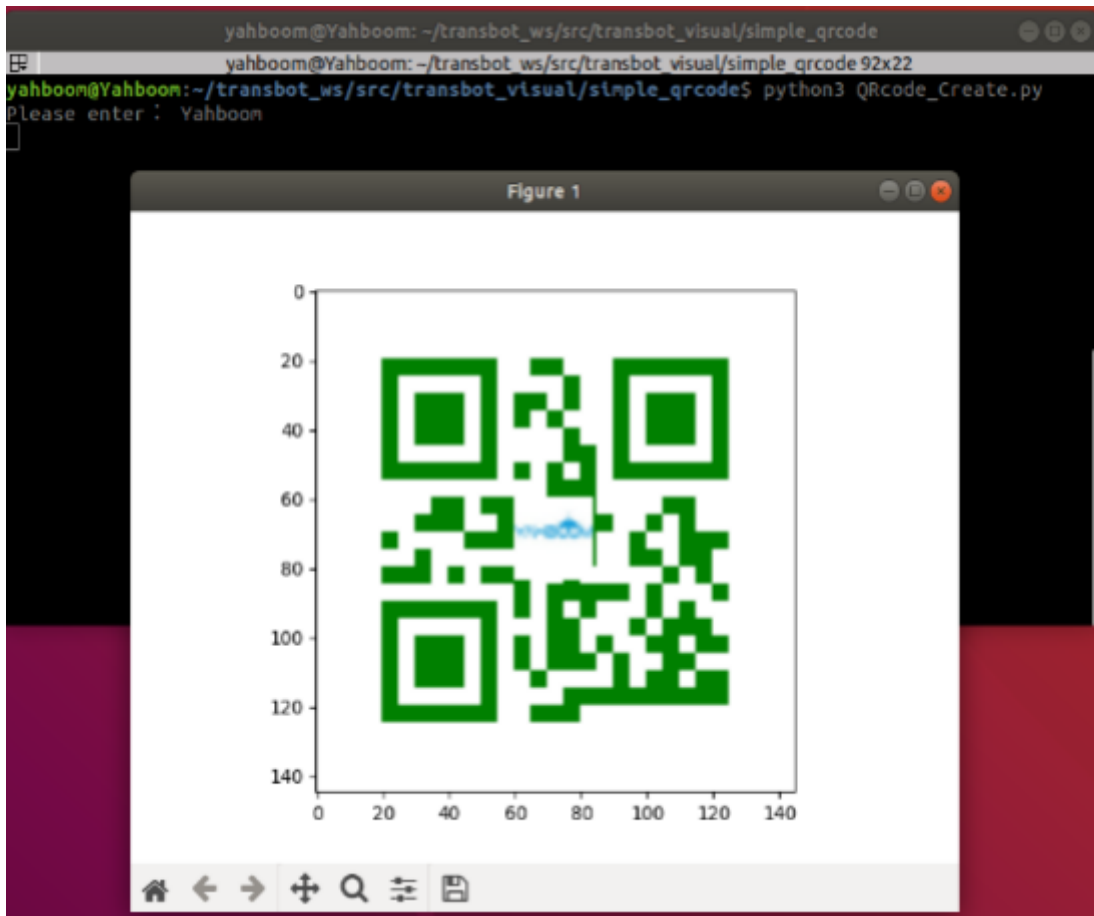 yahboom@Yahboom: ~/transbot_ws/src/transbot_visual/simple_qrcode
yahboom@Yahboom: ~/transbot_ws/src/transbot_visual/simple_qrcode 92x22
yahboom@Yahboom:~/transbot_ws/src/transbot_visual/simple_qrcode$ python3 QRcode_Create.py
Please enter： Yahboom
Figure 1
0
20
40
60
80
100
120
140
0 20 40 60 80 100 120 140